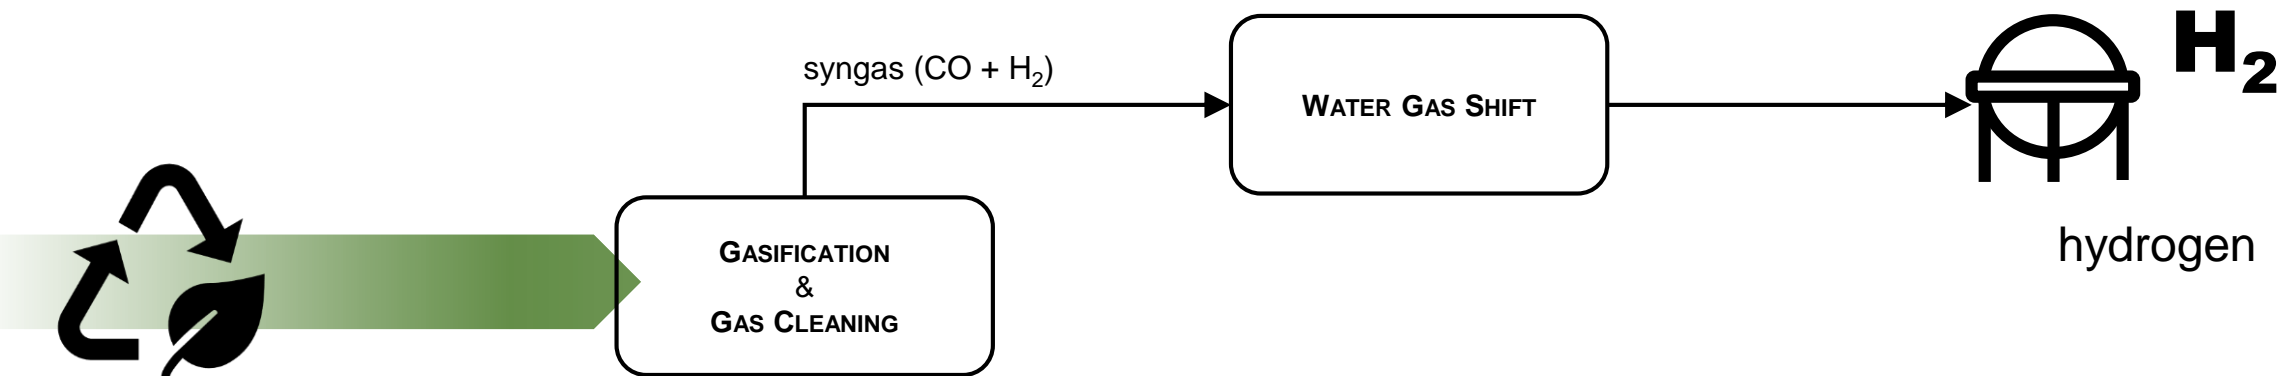 syngas (CO + H₂)
WATER GAS SHIFT
H₂
hydrogen
GASIFICATION
&
GAS CLEANING